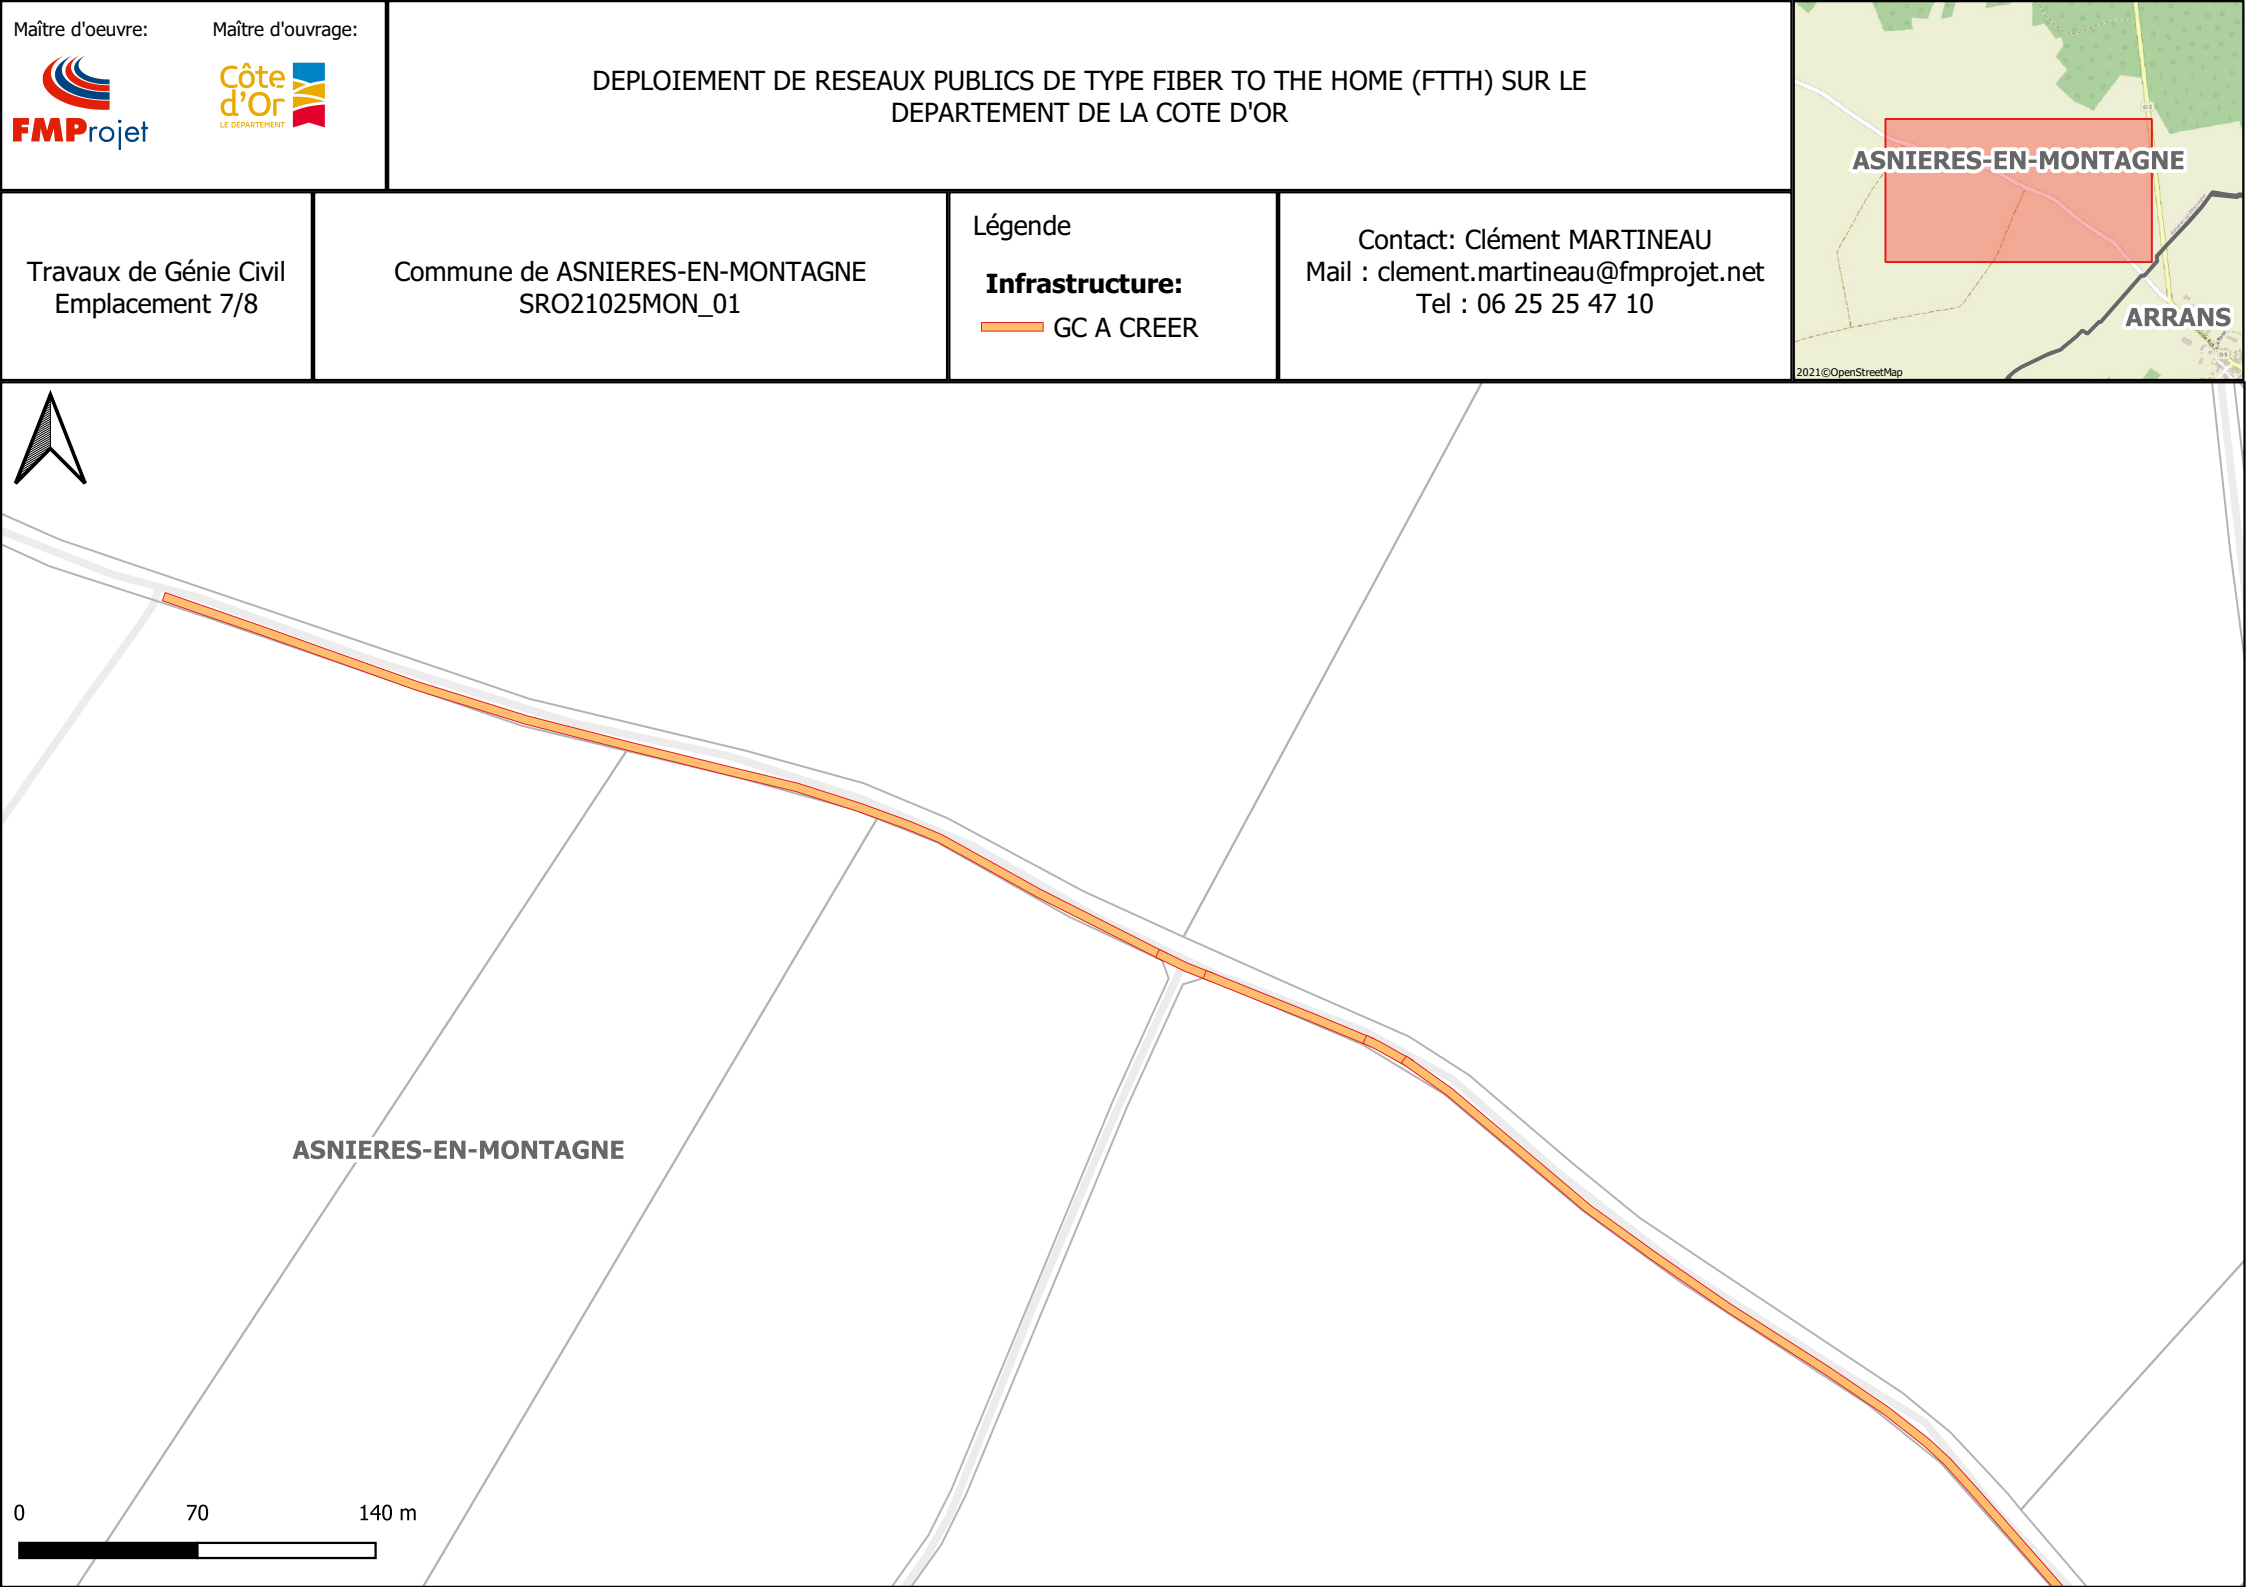 Maître d'oeuvre:
Maître d'ouvrage:
FMProjet
Côte
d'Or
LE DÉPARTEMENT
DEPLOIEMENT DE RESEAUX PUBLICS DE TYPE FIBER TO THE HOME (FTTH) SUR LE
DEPARTEMENT DE LA COTE D'OR
Travaux de Génie Civil
Emplacement 7/8
Commune de ASNIERES-EN-MONTAGNE
SRO21025MON_01
Légende
Infrastructure:
GC A CREER
Contact: Clément MARTINEAU
Mail : clement.martineau@fmprojet.net
Tel : 06 25 25 47 10
D 5
ASNIERES-EN-MONTAGNE
ARRANS
D 5
2021©OpenStreetMap
ASNIERES-EN-MONTAGNE
0 70 140 m